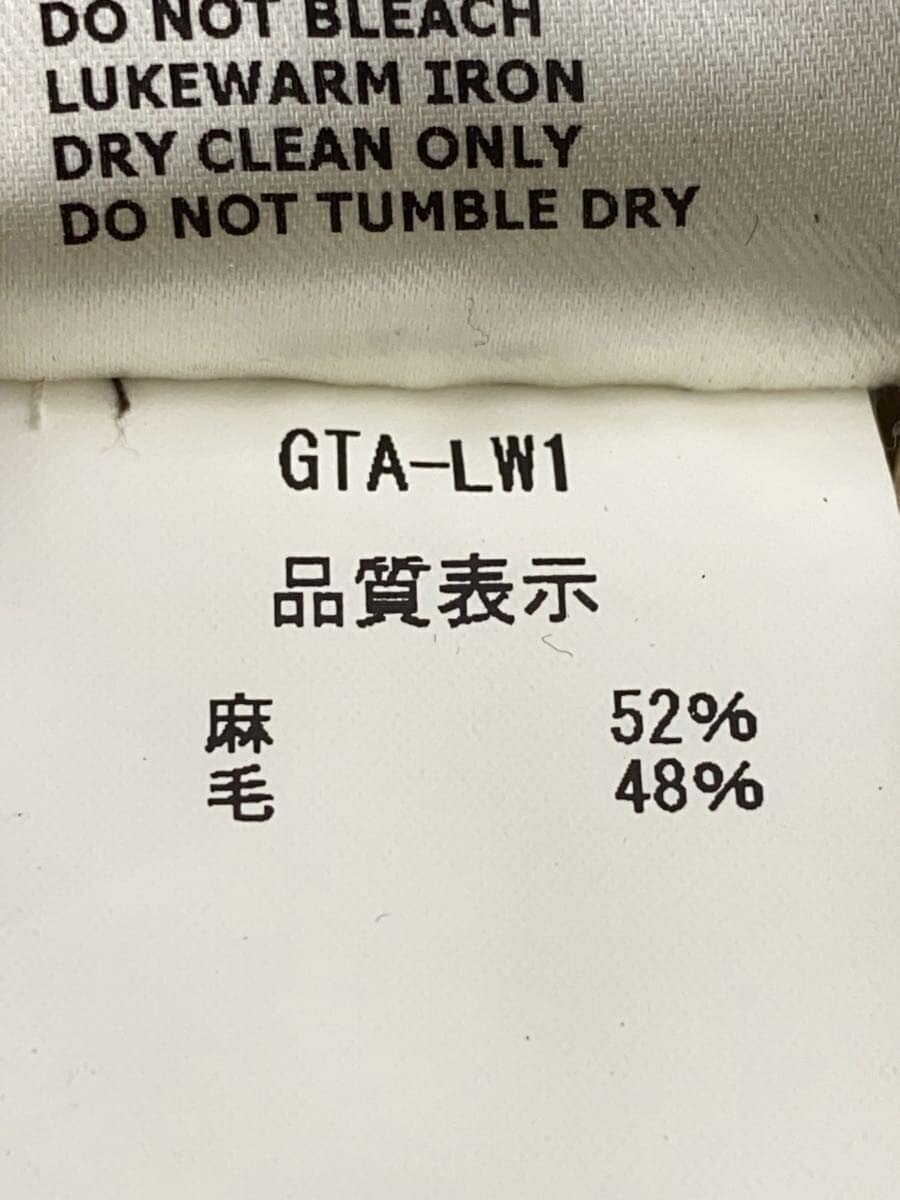 DO NOT BLEACH
LUKEWARM IRON
DRY CLEAN ONLY
DO NOT TUMBLE DRY
GTA-LW1
品質表示
麻 52%
毛 48%